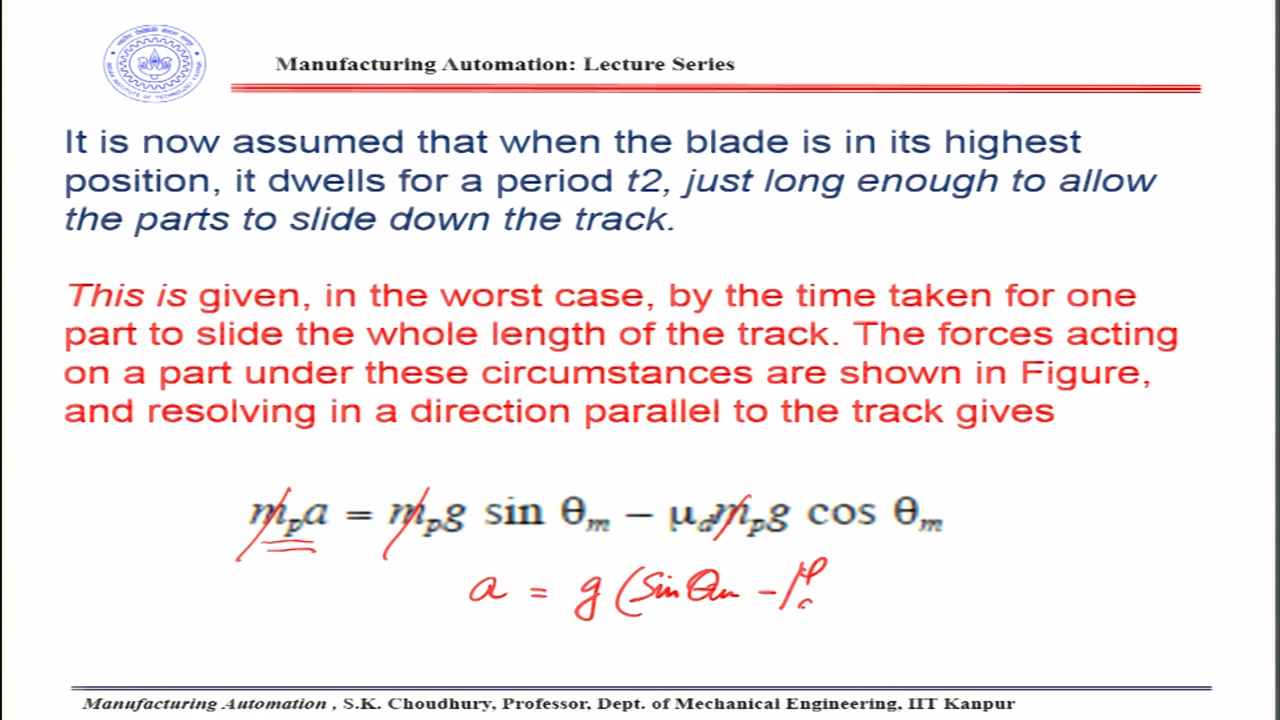 Manufacturing Automation: Lecture Series
It is now assumed that when the blade is in its highest
position, it dwells for a period t2, just long enough to allow
the parts to slide down the track.
This is given, in the worst case, by the time taken for one
part to slide the whole length of the track. The forces acting
on a part under these circumstances are shown in Figure,
and resolving in a direction parallel to the track gives
mₚa = mₚg sin θₘ − μ_d mₚg cos θₘ
a = g (sin θm − μ
Manufacturing Automation , S.K. Choudhury, Professor, Dept. of Mechanical Engineering, IIT Kanpur